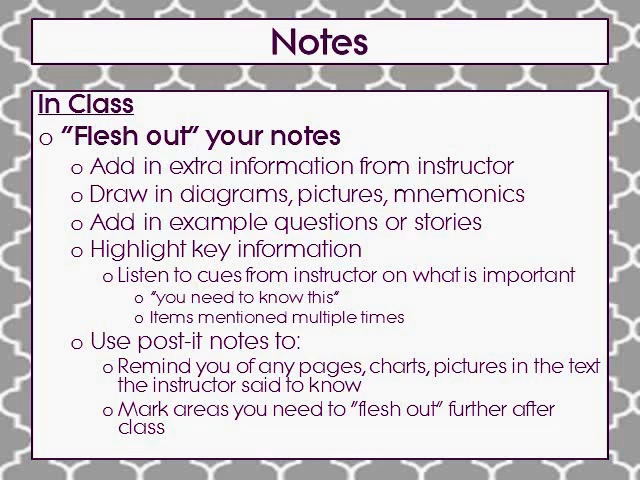 Notes
In Class
o "Flesh out" your notes
o Add in extra information from instructor
o Draw in diagrams, pictures, mnemonics
o Add in example questions or stories
o Highlight key information
o Listen to cues from instructor on what is important
o "you need to know this"
o Items mentioned multiple times
o Use post-it notes to:
o Remind you of any pages, charts, pictures in the text
the instructor said to know
o Mark areas you need to "flesh out" further after
class